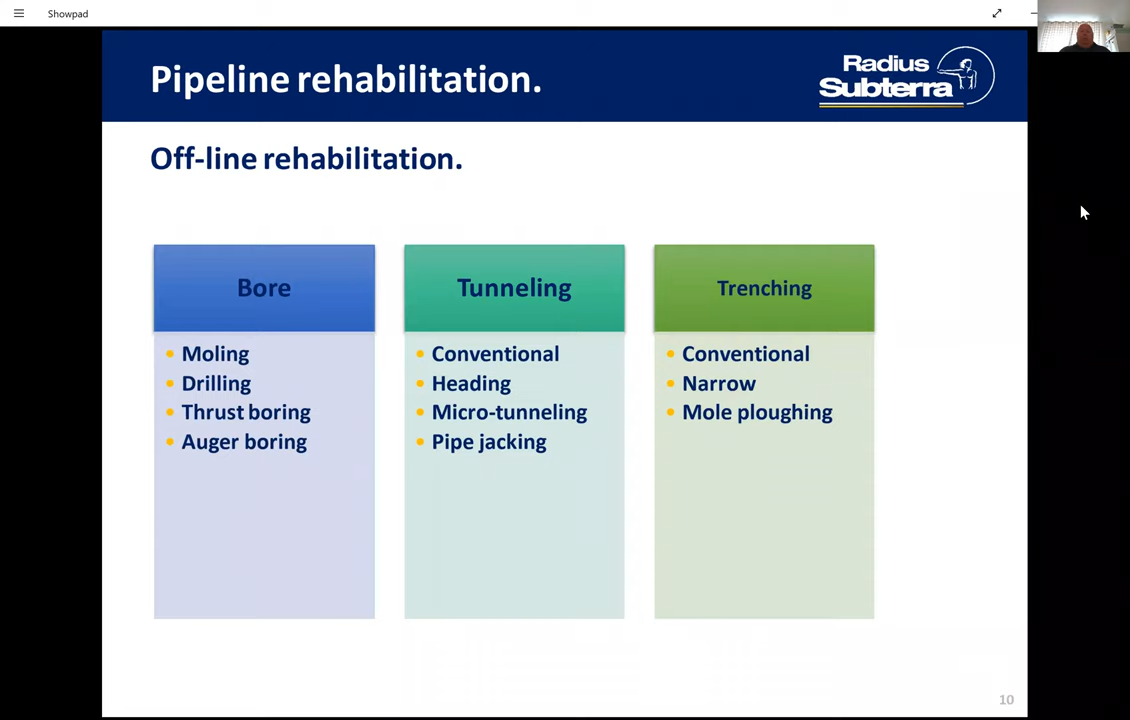 Showpad
Pipeline rehabilitation.
Radius
Subterra
Off-line rehabilitation.
Bore
Moling
Drilling
Thrust boring
Auger boring
Tunneling
Conventional
Heading
Micro-tunneling
Pipe jacking
Trenching
Conventional
Narrow
Mole ploughing
10